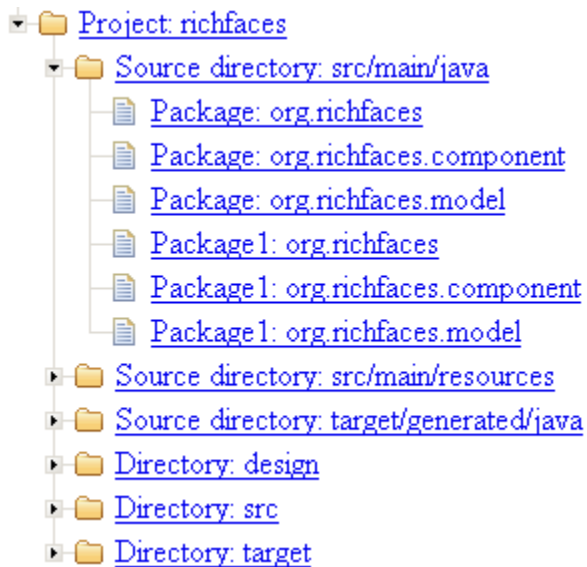 Project: richfaces
Source directory: src/main/java
Package: org.richfaces
Package: org.richfaces.component
Package: org.richfaces.model
Package1: org.richfaces
Package1: org.richfaces.component
Package1: org.richfaces.model
Source directory: src/main/resources
Source directory: target/generated/java
Directory: design
Directory: src
Directory: target